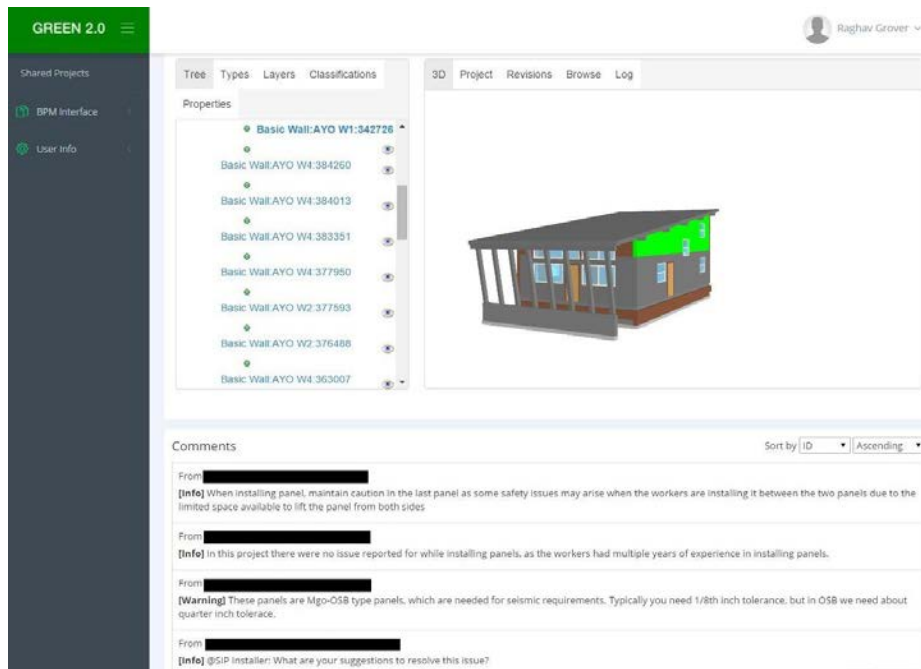 GREEN 2.0
Raghav Grover
Shared Projects
BPM Interface
User Info
Tree Types Layers Classifications
Properties
3D Project Revisions Browse Log
Basic Wall:AYO W1:342726
Basic Wall:AYO W4:384260
Basic Wall:AYO W4:384013
Basic Wall:AYO W4:383351
Basic Wall:AYO W4:377950
Basic Wall:AYO W2:377593
Basic Wall:AYO W2:376488
Basic Wall:AYO W4:363007
Comments
Sort by ID Ascending
From
[Info] When installing panel, maintain caution in the last panel as some safety issues may arise when the workers are installing it between the two panels due to the
limited space available to lift the panel from both sides
From
[Info] In this project there were no issue reported for while installing panels, as the workers had multiple years of experience in installing panels.
From
[Warning] These panels are Mgo-OSB type panels, which are needed for seismic requirements. Typically you need 1/8th inch tolerance, but in OSB we need about
quarter inch tolerace.
From
[Info] @SIP Installer: What are your suggestions to resolve this issue?